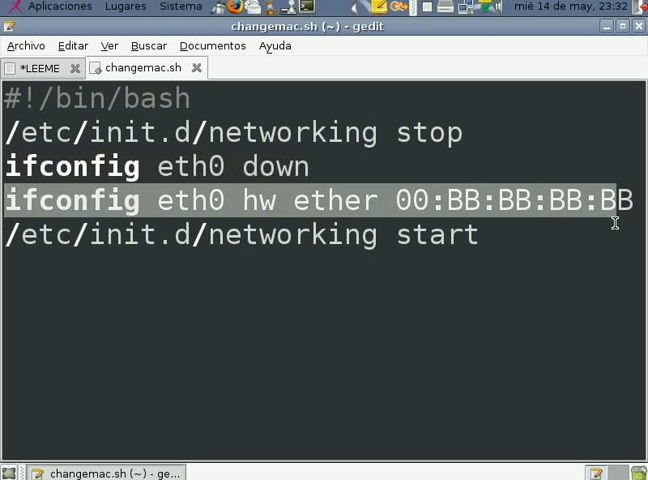 Aplicaciones Lugares Sistema mié 14 de may, 23:32
changemac.sh (~) - gedit
Archivo Editar Ver Buscar Documentos Ayuda
*LEEME changemac.sh
#!/bin/bash
/etc/init.d/networking stop
ifconfig eth0 down
ifconfig eth0 hw ether 00:BB:BB:BB:BB
/etc/init.d/networking start
changemac.sh (~) - ge...